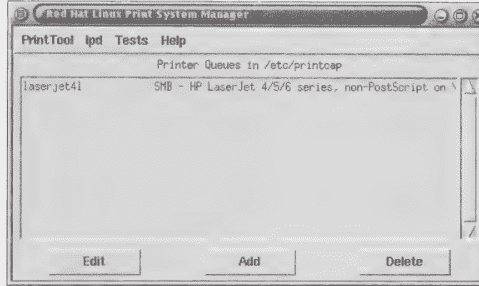 Red Hat Linux Print System Manager
PrintTool lpd Tests Help
Printer Queues in /etc/printcap
laserjet4l SMB - HP LaserJet 4/5/6 series, non-PostScript on \
Edit Add Delete